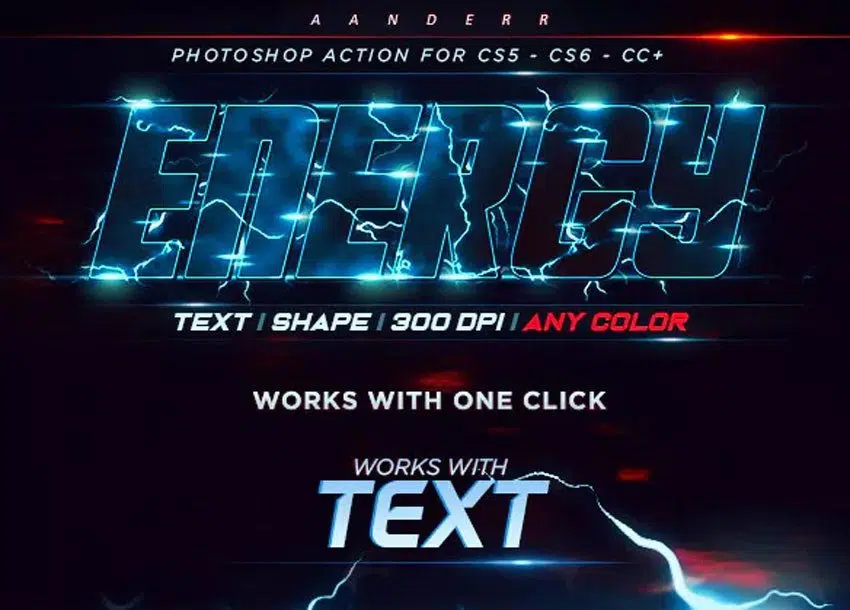 AANDERR
PHOTOSHOP ACTION FOR CS5 - CS6 - CC+
ENERGY
TEXT | SHAPE | 300 DPI | ANY COLOR
WORKS WITH ONE CLICK
WORKS WITH
TEXT